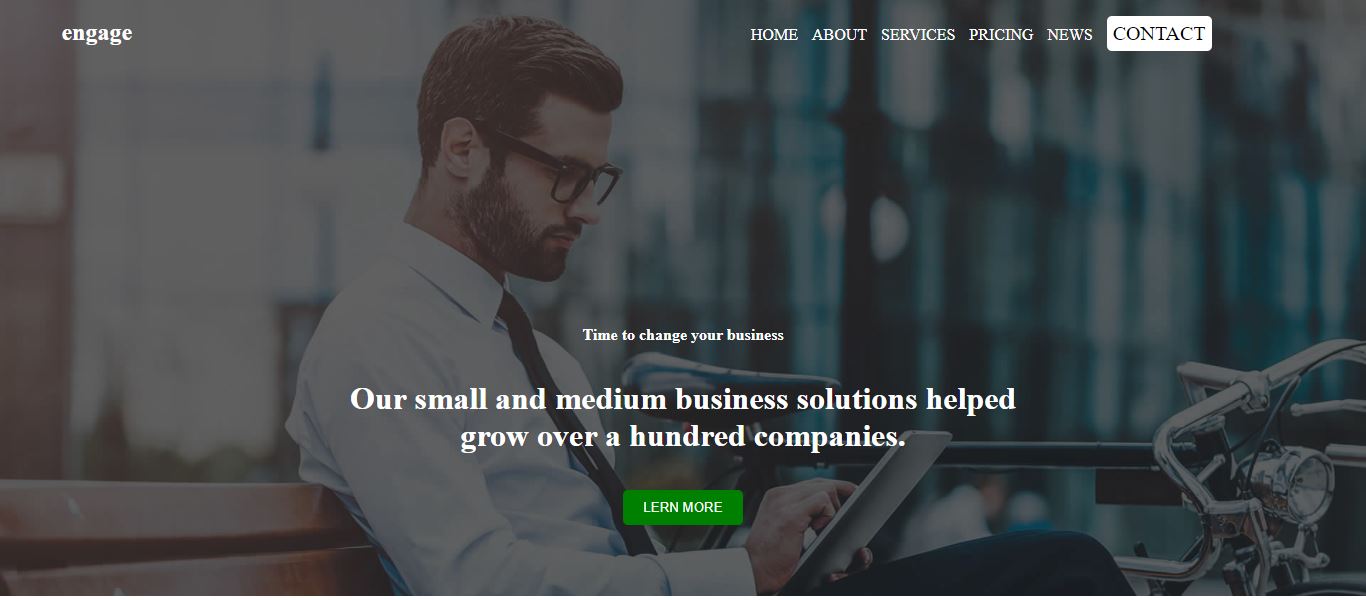 engage
HOME ABOUT SERVICES PRICING NEWS CONTACT
Time to change your business
Our small and medium business solutions helped
grow over a hundred companies.
LERN MORE